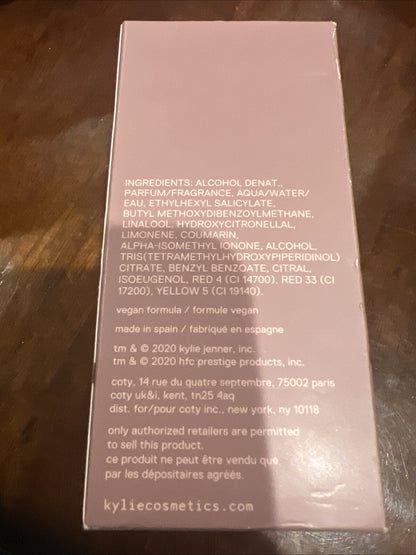 INGREDIENTS: ALCOHOL DENAT.,
PARFUM/FRAGRANCE, AQUA/WATER/
EAU, ETHYLHEXYL SALICYLATE,
BUTYL METHOXYDIBENZOYLMETHANE,
LINALOOL, HYDROXYCITRONELLAL,
LIMONENE, COUMARIN,
ALPHA-ISOMETHYL IONONE, ALCOHOL,
TRIS(TETRAMETHYLHYDROXYPIPERIDINOL)
CITRATE, BENZYL BENZOATE, CITRAL,
ISOEUGENOL, RED 4 (CI 14700), RED 33 (CI
17200), YELLOW 5 (CI 19140).
vegan formula / formule vegan
made in spain / fabriqué en espagne
tm & © 2020 kylie jenner, inc.
tm & © 2020 hfc prestige products, inc.
coty, 14 rue du quatre septembre, 75002 paris
coty uk&i, kent, tn25 4aq
dist. for/pour coty inc., new york, ny 10118
only authorized retailers are permitted
to sell this product.
ce produit ne peut être vendu que
par les dépositaires agréés.
kyliecosmetics.com